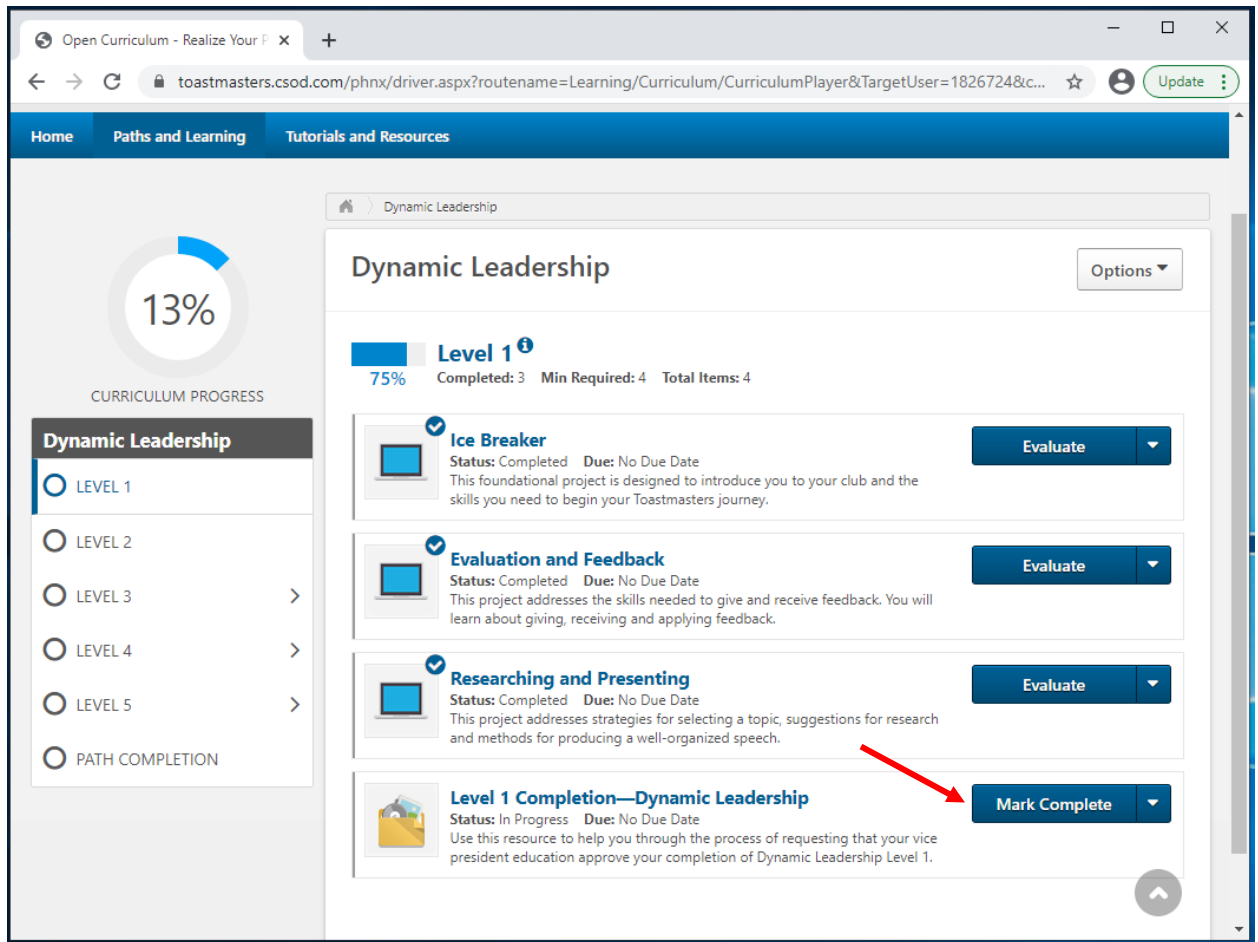 Open Curriculum - Realize Your P
toastmasters.csod.com/phnx/driver.aspx?routename=Learning/Curriculum/CurriculumPlayer&TargetUser=1826724&c...
Update
Home Paths and Learning Tutorials and Resources
Dynamic Leadership
13%
CURRICULUM PROGRESS
Dynamic Leadership
LEVEL 1
LEVEL 2
LEVEL 3
LEVEL 4
LEVEL 5
PATH COMPLETION
Dynamic Leadership
Options
Level 1
75%
Completed: 3 Min Required: 4 Total Items: 4
Ice Breaker
Status: Completed Due: No Due Date
This foundational project is designed to introduce you to your club and the
skills you need to begin your Toastmasters journey.
Evaluate
Evaluation and Feedback
Status: Completed Due: No Due Date
This project addresses the skills needed to give and receive feedback. You will
learn about giving, receiving and applying feedback.
Evaluate
Researching and Presenting
Status: Completed Due: No Due Date
This project addresses strategies for selecting a topic, suggestions for research
and methods for producing a well-organized speech.
Evaluate
Level 1 Completion—Dynamic Leadership
Status: In Progress Due: No Due Date
Use this resource to help you through the process of requesting that your vice
president education approve your completion of Dynamic Leadership Level 1.
Mark Complete